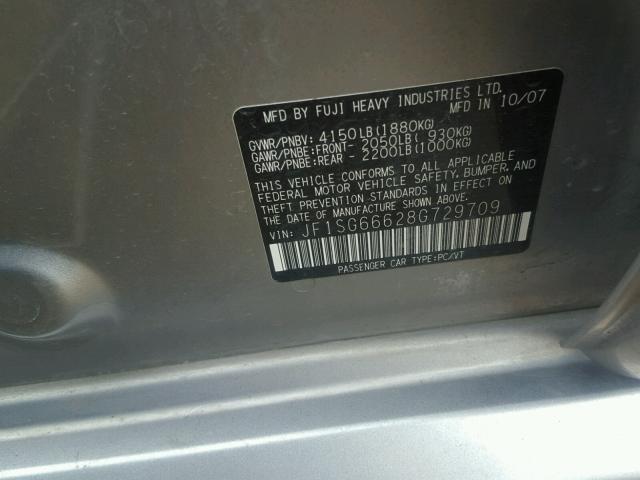 MFD BY FUJI HEAVY INDUSTRIES LTD.
MFD IN 10/07
GVWR/PNBV: 4150LB(1880KG)
GAWR/PNBE:FRONT- 2050LB( 930KG)
GAWR/PNBE:REAR - 2200LB(1000KG)
THIS VEHICLE CONFORMS TO ALL APPLICABLE
FEDERAL MOTOR VEHICLE SAFETY, BUMPER, AND
THEFT PREVENTION STANDARDS IN EFFECT ON
THE DATE OF MANUFACTURE SHOWN ABOVE.
VIN: JF1SG66628G729709
PASSENGER CAR TYPE:PC/VT